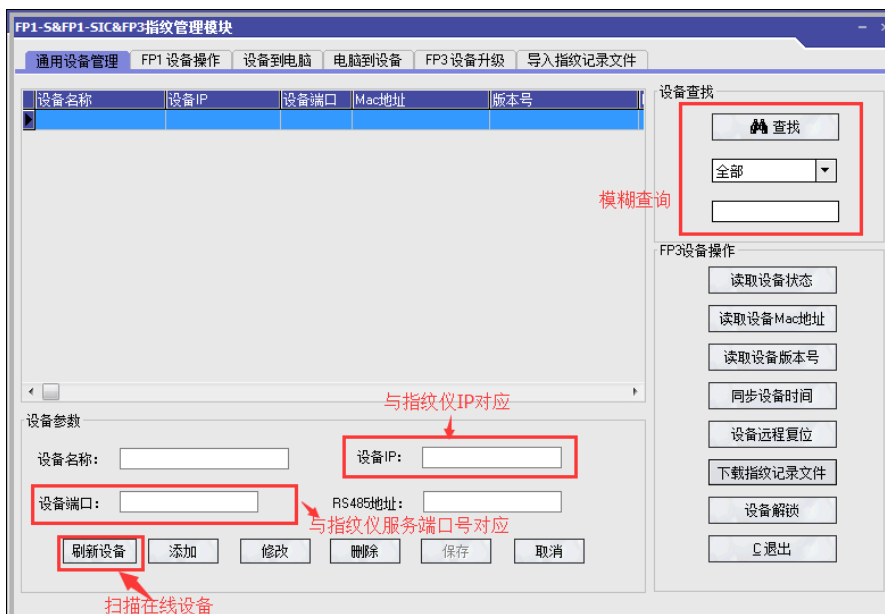 FP1-S&FP1-SIC&FP3指纹管理模块
通用设备管理 FP1设备操作 设备到电脑 电脑到设备 FP3设备升级 导入指纹记录文件
设备名称 设备IP 设备端口 Mac地址 版本号
设备查找
查找
全部
模糊查询
FP3设备操作
读取设备状态
读取设备Mac地址
读取设备版本号
同步设备时间
设备远程复位
下载指纹记录文件
设备解锁
C退出
与指纹仪IP对应
设备参数
设备名称: 设备IP:
设备端口: RS485地址:
与指纹仪服务端口号对应
刷新设备 添加 修改 删除 保存 取消
扫描在线设备